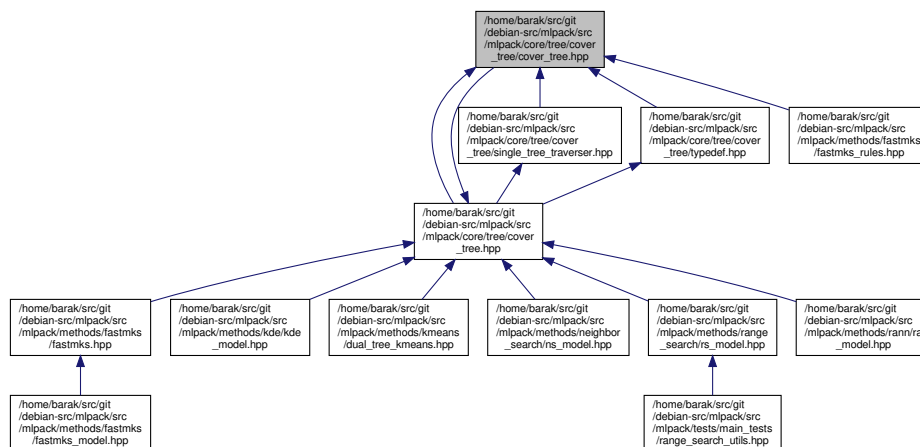 /home/barak/src/git
/debian-src/mlpack/src
/mlpack/core/tree/cover
_tree/cover_tree.hpp
/home/barak/src/git
/debian-src/mlpack/src
/mlpack/core/tree/cover
_tree/single_tree_traverser.hpp
/home/barak/src/git
/debian-src/mlpack/src
/mlpack/core/tree/cover
_tree/typedef.hpp
/home/barak/src/git
/debian-src/mlpack/src
/mlpack/methods/fastmks
/fastmks_rules.hpp
/home/barak/src/git
/debian-src/mlpack/src
/mlpack/core/tree/cover
_tree.hpp
/home/barak/src/git
/debian-src/mlpack/src
/mlpack/methods/fastmks
/fastmks.hpp
/home/barak/src/git
/debian-src/mlpack/src
/mlpack/methods/kde/kde
_model.hpp
/home/barak/src/git
/debian-src/mlpack/src
/mlpack/methods/kmeans
/dual_tree_kmeans.hpp
/home/barak/src/git
/debian-src/mlpack/src
/mlpack/methods/neighbor
_search/ns_model.hpp
/home/barak/src/git
/debian-src/mlpack/src
/mlpack/methods/range
_search/rs_model.hpp
/home/barak/src/git
/debian-src/mlpack/src
/mlpack/methods/rann/ra
_model.hpp
/home/barak/src/git
/debian-src/mlpack/src
/mlpack/methods/fastmks
/fastmks_model.hpp
/home/barak/src/git
/debian-src/mlpack/src
/mlpack/tests/main_tests
/range_search_utils.hpp